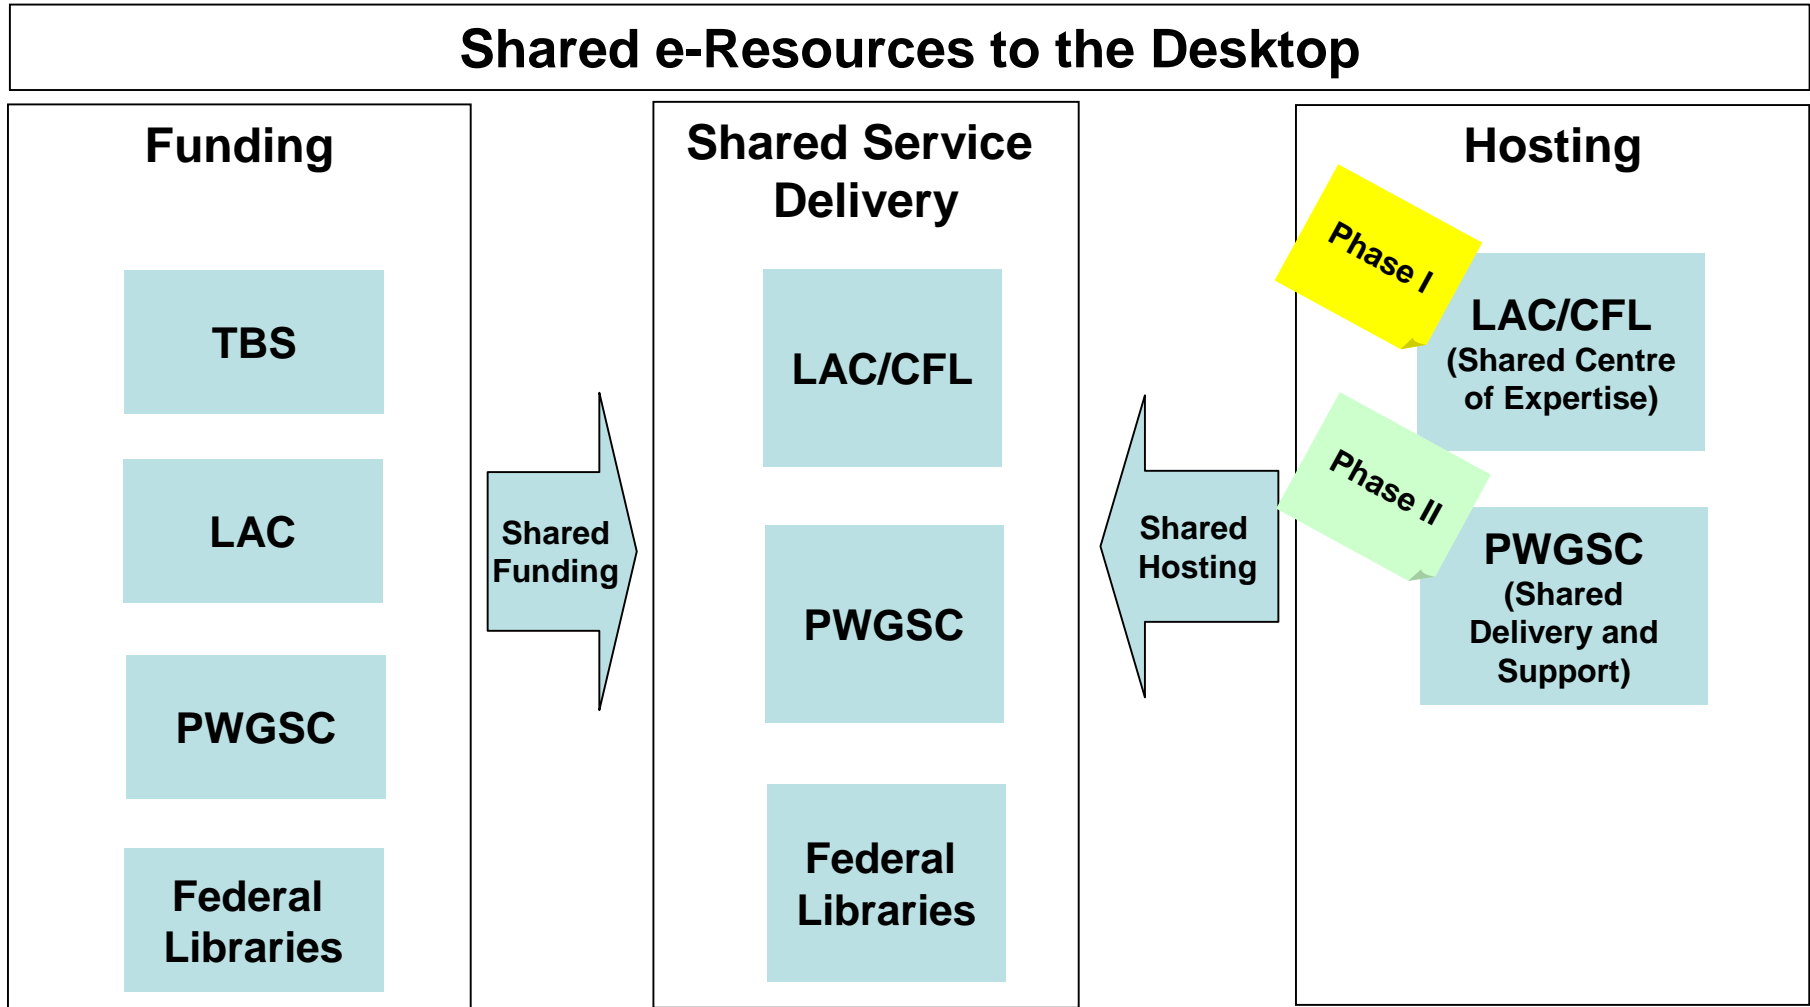 Shared e-Resources to the Desktop
Funding
TBS
LAC
PWGSC
Federal
Libraries
Shared
Funding
Shared Service
Delivery
LAC/CFL
PWGSC
Federal
Libraries
Shared
Hosting
Hosting
Phase I
LAC/CFL
(Shared Centre
of Expertise)
Phase II
PWGSC
(Shared
Delivery and
Support)